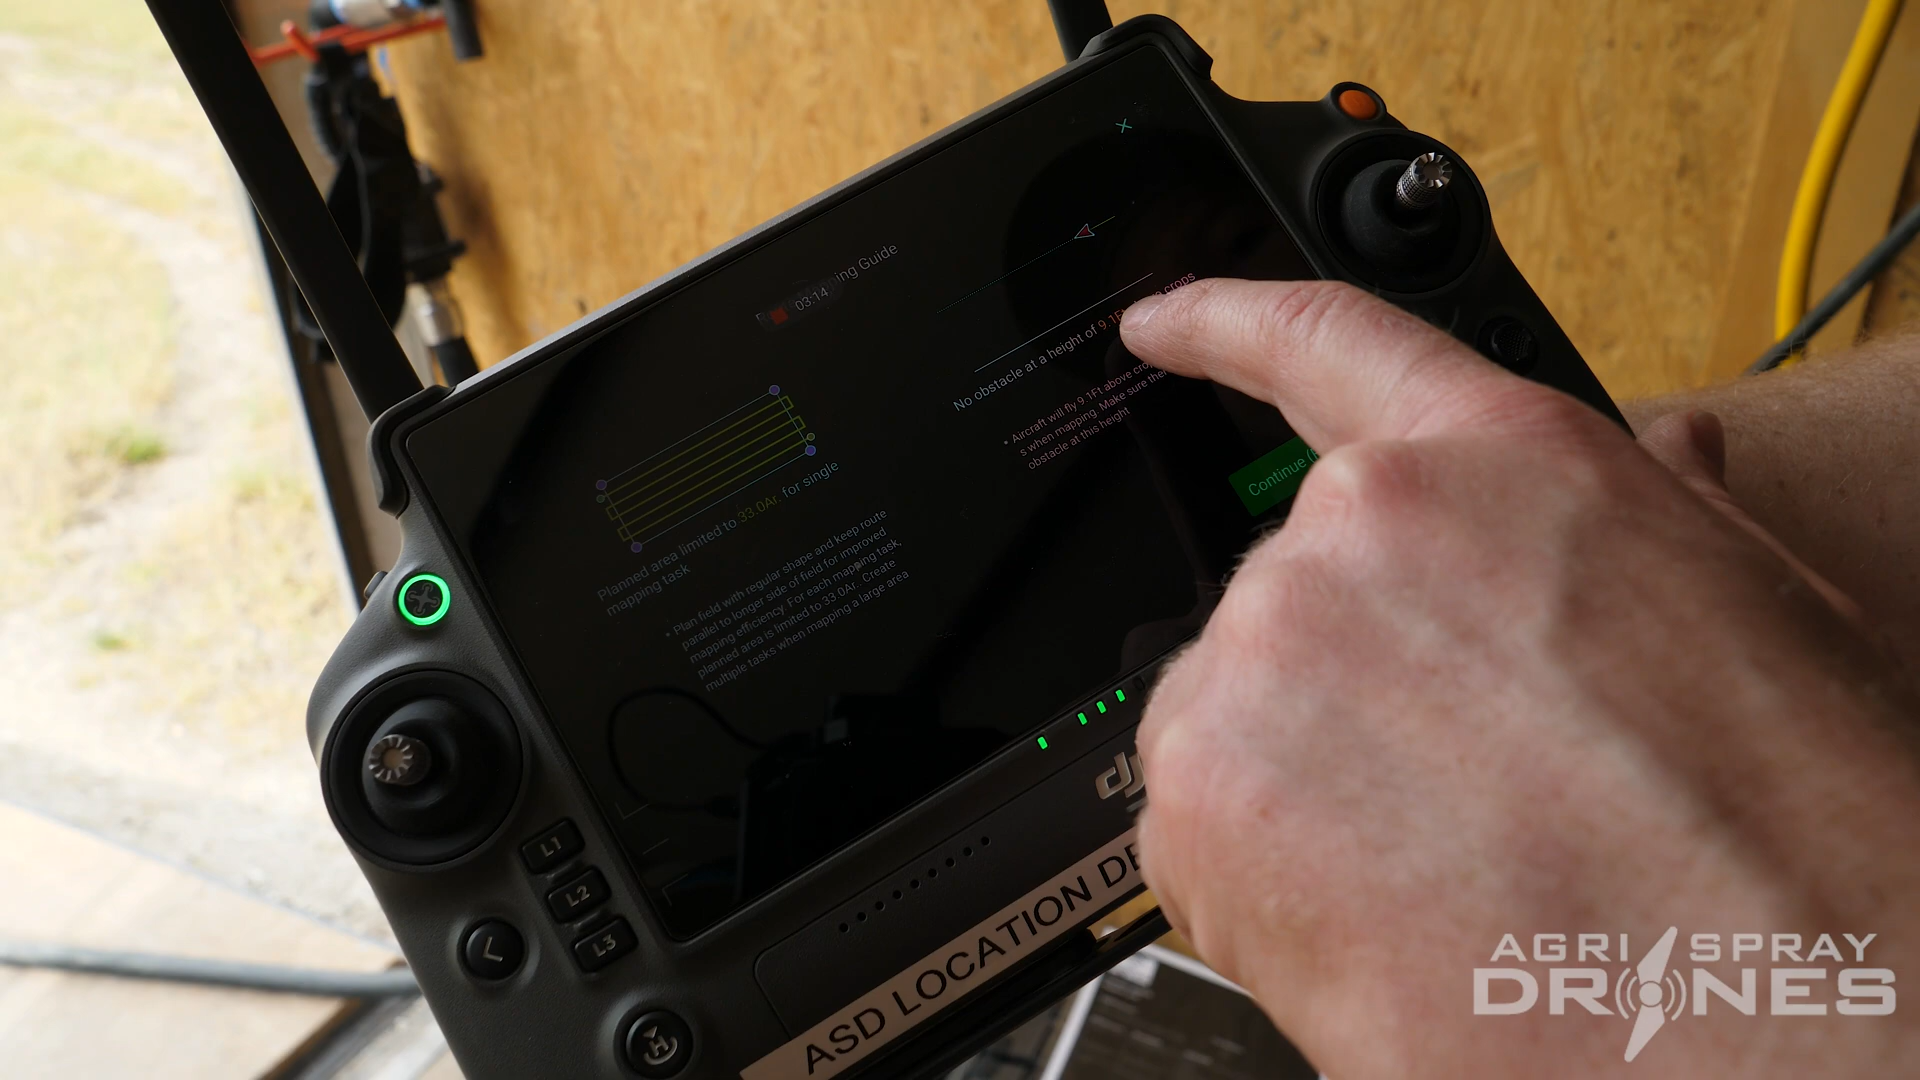 03:14
ing Guide
Planned area limited to 33.0Ar. for single
mapping task
• Plan field with regular shape and keep route
parallel to longer side of field for improved
mapping efficiency. For each mapping task,
planned area is limited to 33.0Ar. Create
multiple tasks when mapping a large area
No obstacle at a height of 9.1Ft crops
• Aircraft will fly 9.1Ft above
s when mapping. Make sure
obstacle at this height
Continue
L1
L2
L3
H
ASD LOCATION
AGRI SPRAY
DRONES